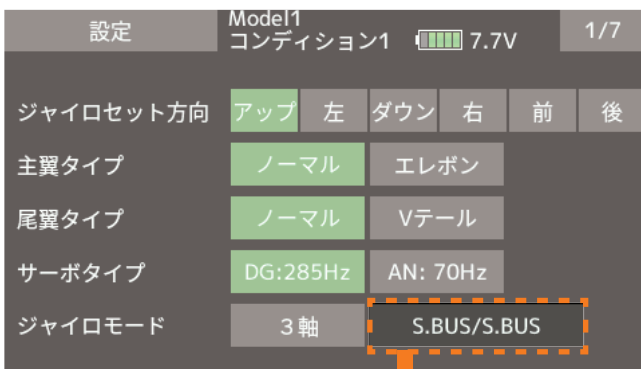 設定 Model1 1/7
コンディション1 7.7V
ジャイロセット方向 アップ 左 ダウン 右 前 後
主翼タイプ ノーマル エレボン
尾翼タイプ ノーマル Vテール
サーボタイプ DG:285Hz AN: 70Hz
ジャイロモード 3軸 S.BUS/S.BUS